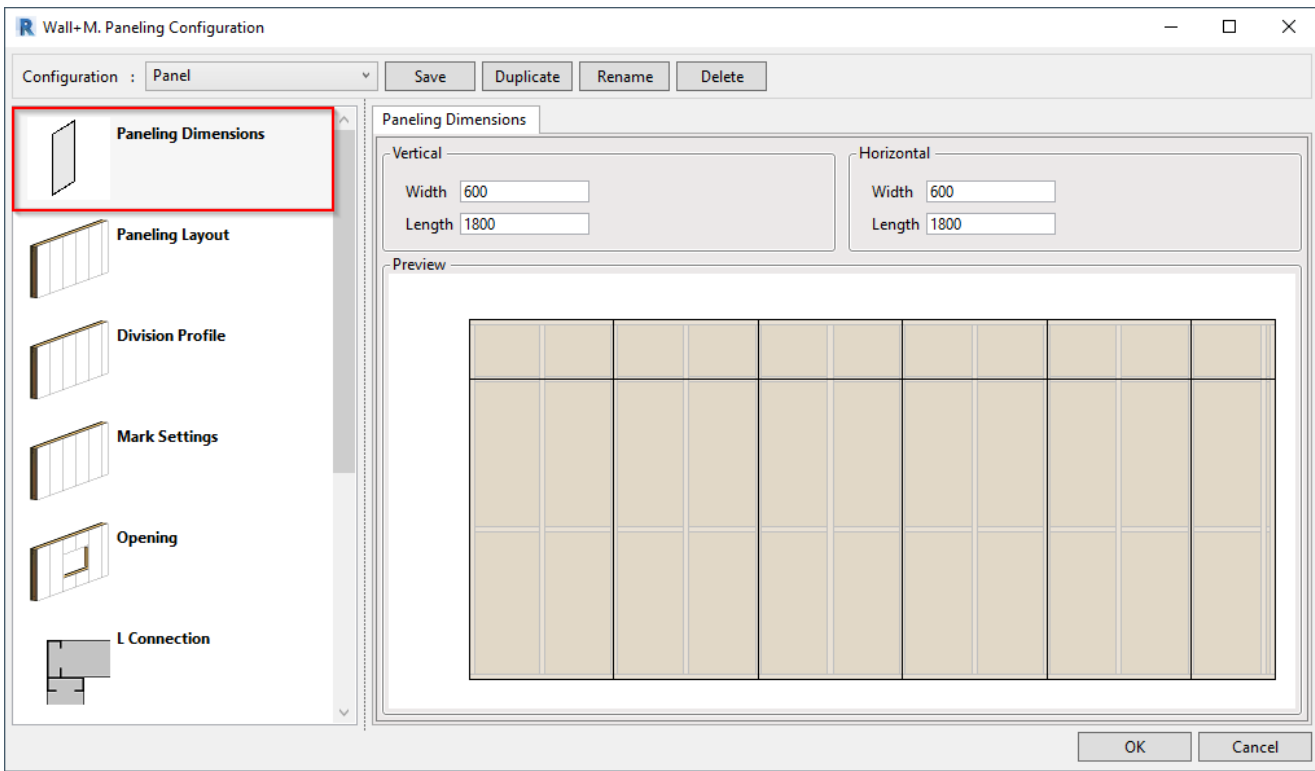 Wall+M. Paneling Configuration
Configuration : Panel Save Duplicate Rename Delete
Paneling Dimensions
Paneling Layout
Division Profile
Mark Settings
Opening
L Connection
Paneling Dimensions
Vertical
Width 600
Length 1800
Horizontal
Width 600
Length 1800
Preview
OK Cancel